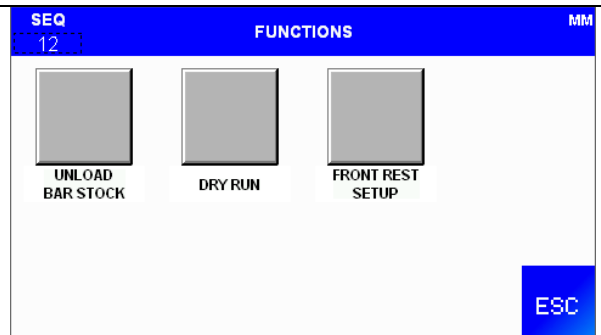 SEQ
12
FUNCTIONS
MM
UNLOAD
BAR STOCK
DRY RUN
FRONT REST
SETUP
ESC